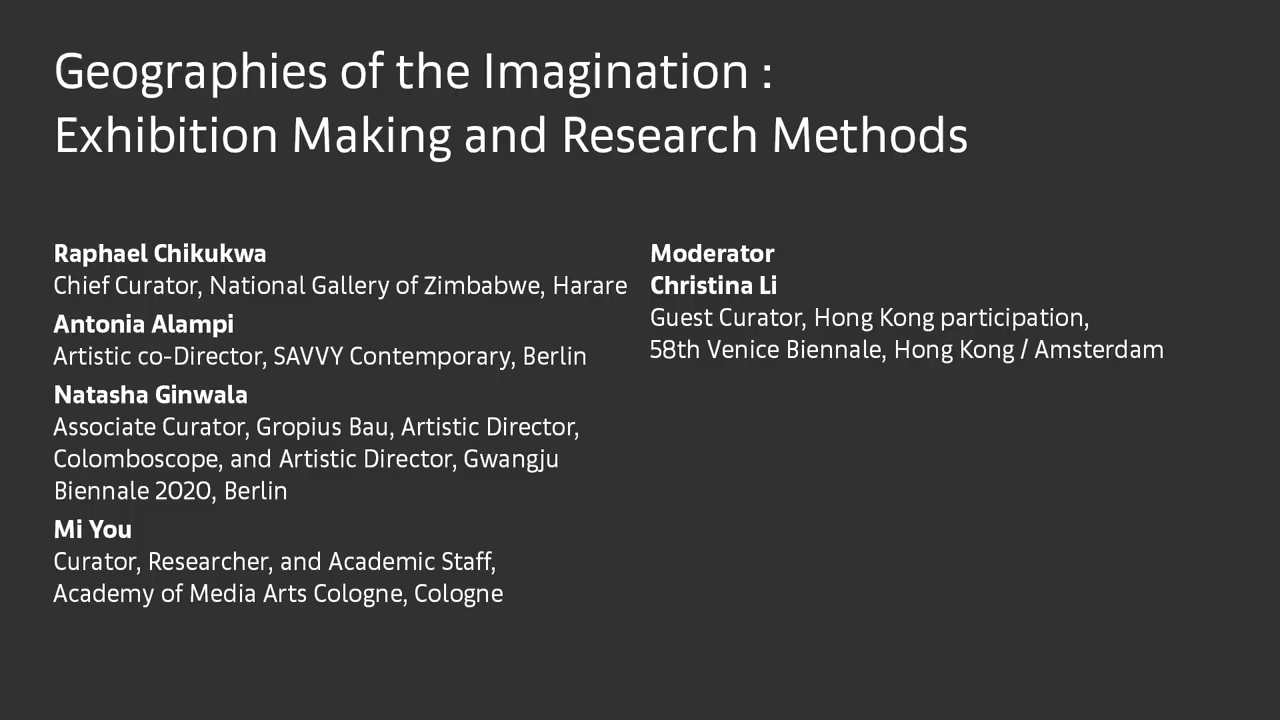 Geographies of the Imagination :
Exhibition Making and Research Methods
Raphael Chikukwa
Chief Curator, National Gallery of Zimbabwe, Harare
Antonia Alampi
Artistic co-Director, SAVVY Contemporary, Berlin
Natasha Ginwala
Associate Curator, Gropius Bau, Artistic Director,
Colomboscope, and Artistic Director, Gwangju
Biennale 2020, Berlin
Mi You
Curator, Researcher, and Academic Staff,
Academy of Media Arts Cologne, Cologne
Moderator
Christina Li
Guest Curator, Hong Kong participation,
58th Venice Biennale, Hong Kong / Amsterdam